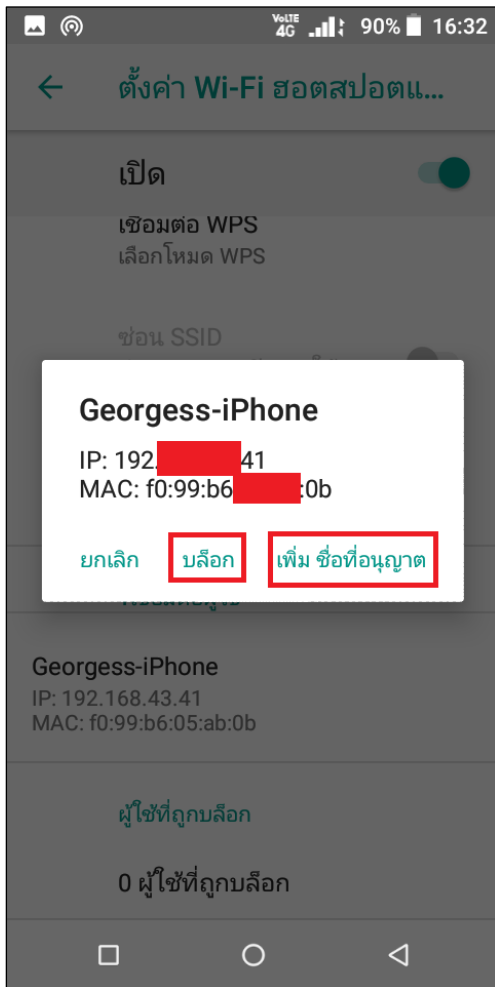 VoLTE
4G 90% 16:32
ตั้งค่า Wi-Fi ฮอตสปอตแ...
เปิด
เชื่อมต่อ WPS
เลือกโหมด WPS
ซ่อน SSID
Georgess-iPhone
IP: 192. 41
MAC: f0:99:b6 :0b
ยกเลิก บล็อก เพิ่ม ชื่อที่อนุญาต
Georgess-iPhone
IP: 192.168.43.41
MAC: f0:99:b6:05:ab:0b
ผู้ใช้ที่ถูกบล็อก
0 ผู้ใช้ที่ถูกบล็อก